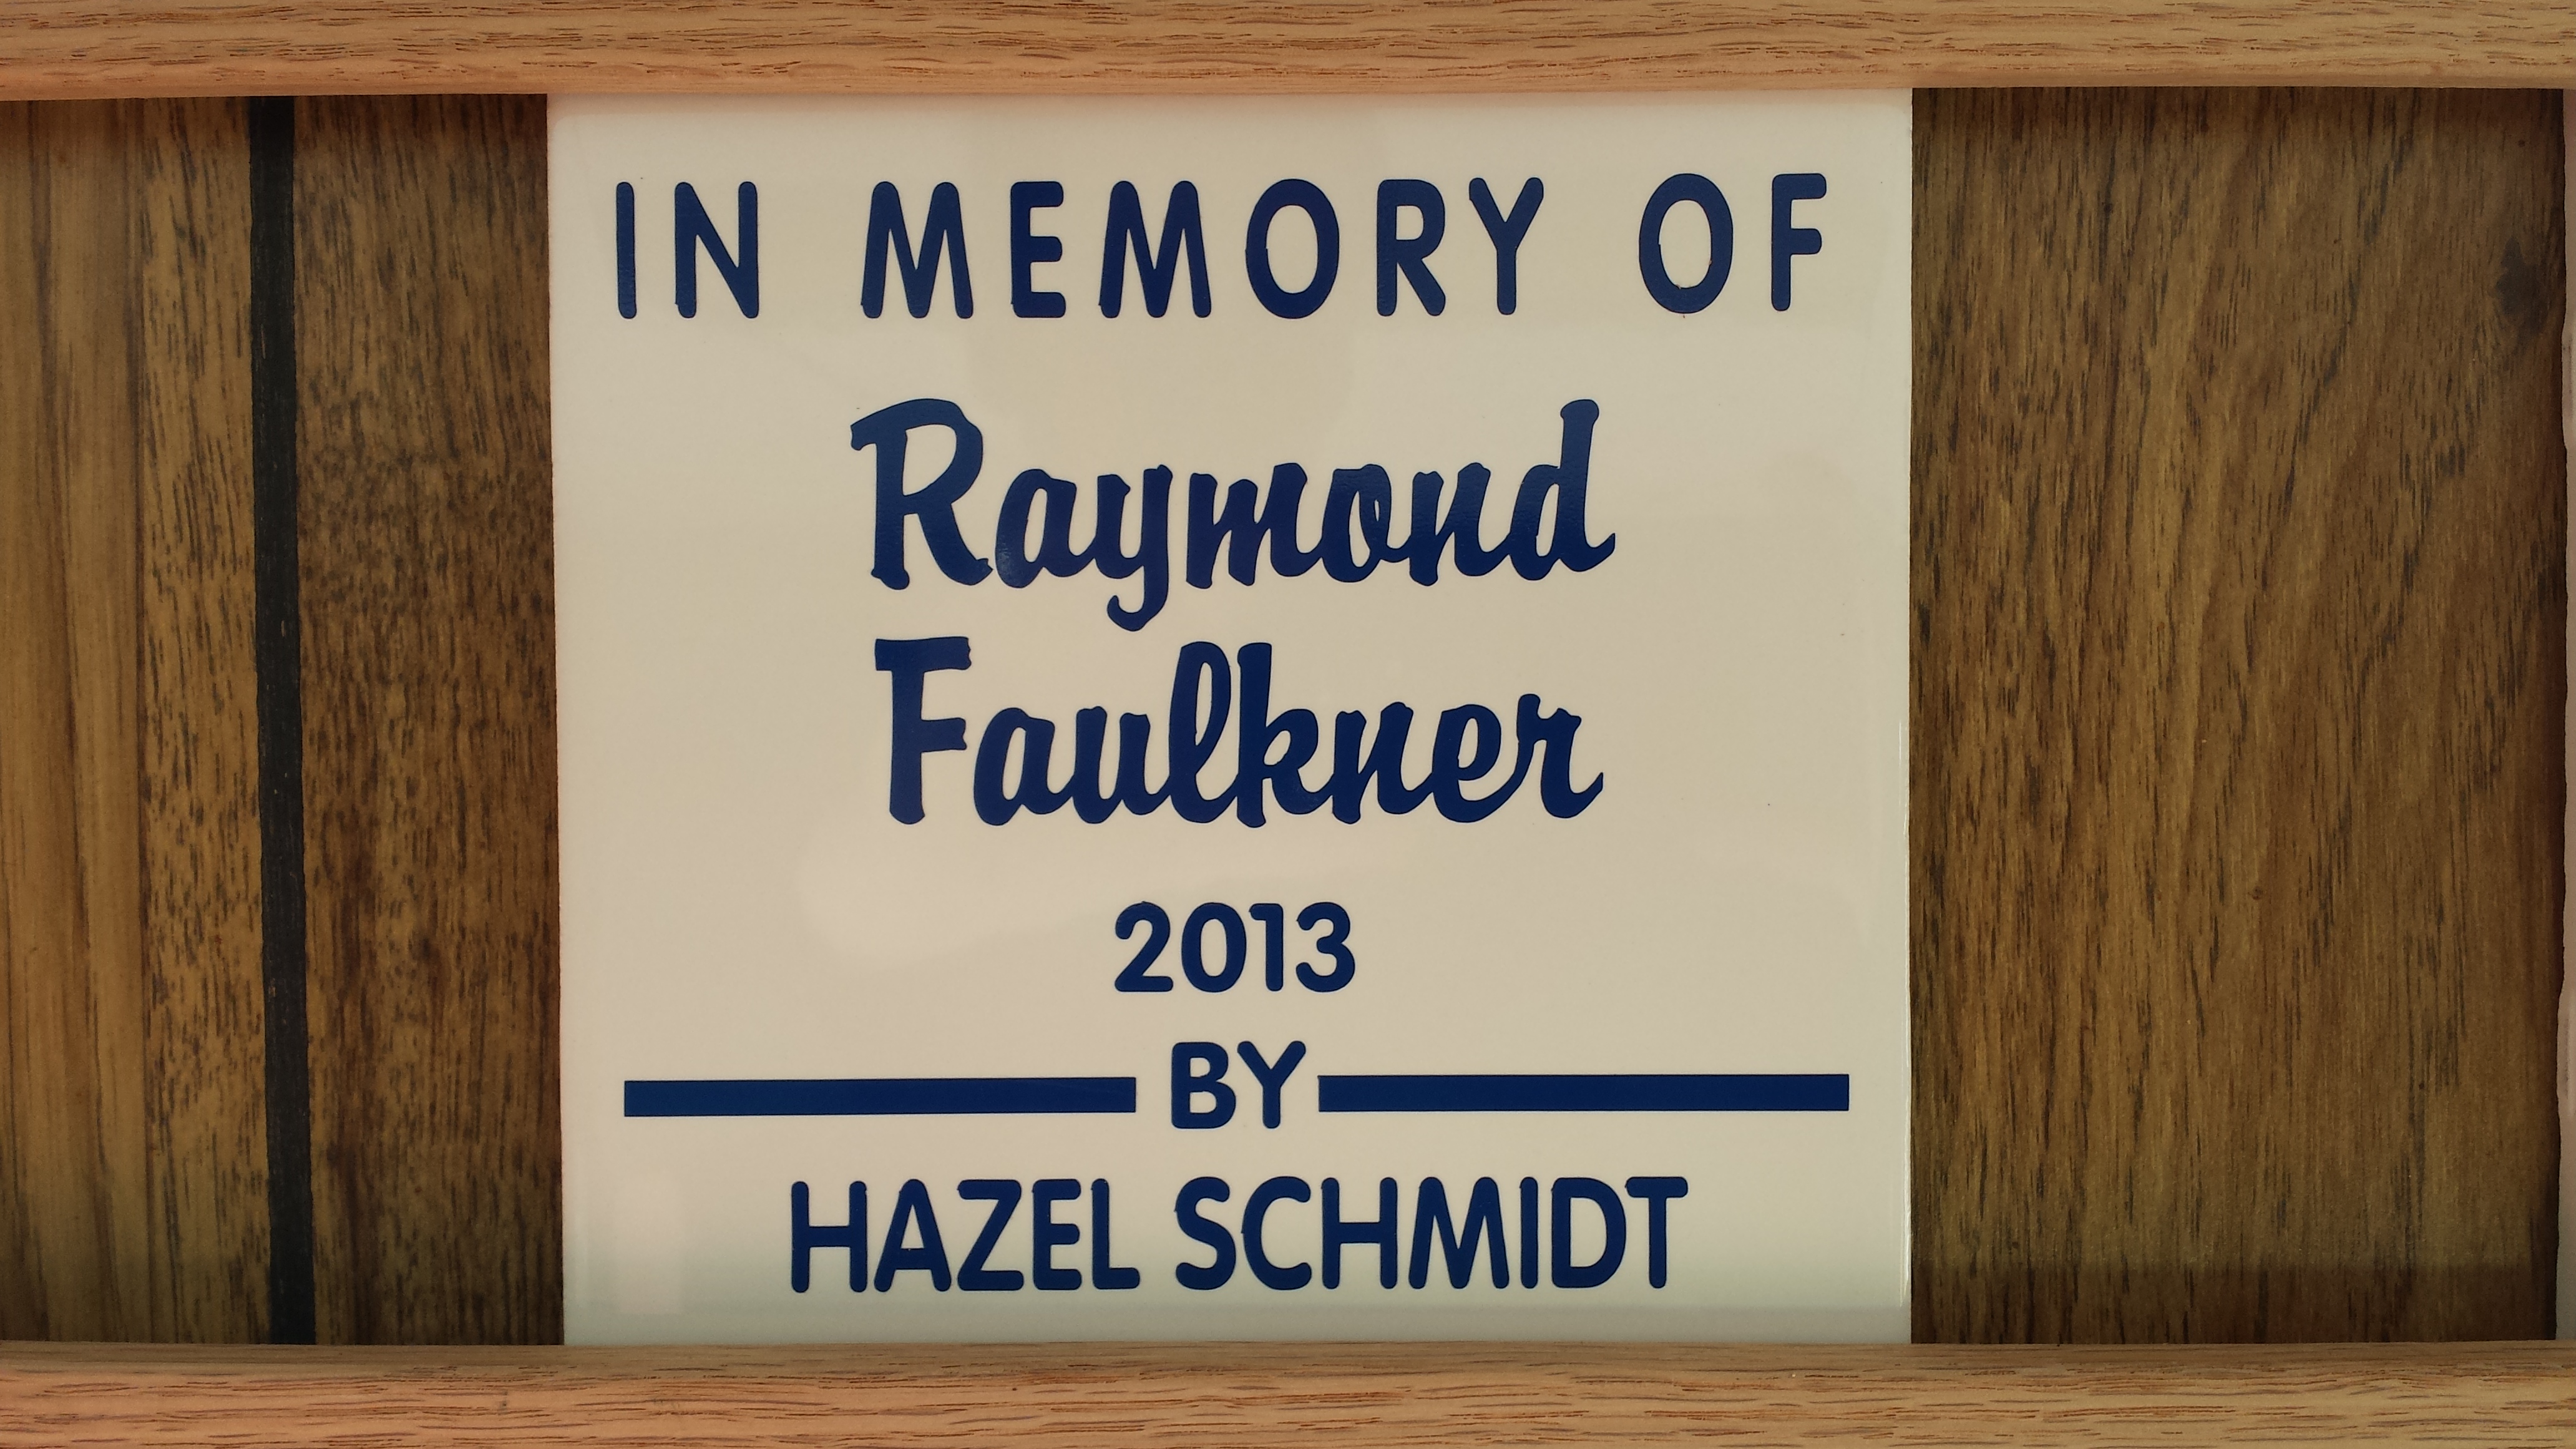 IN MEMORY OF
Raymond
Faulkner
2013
BY
HAZEL SCHMIDT